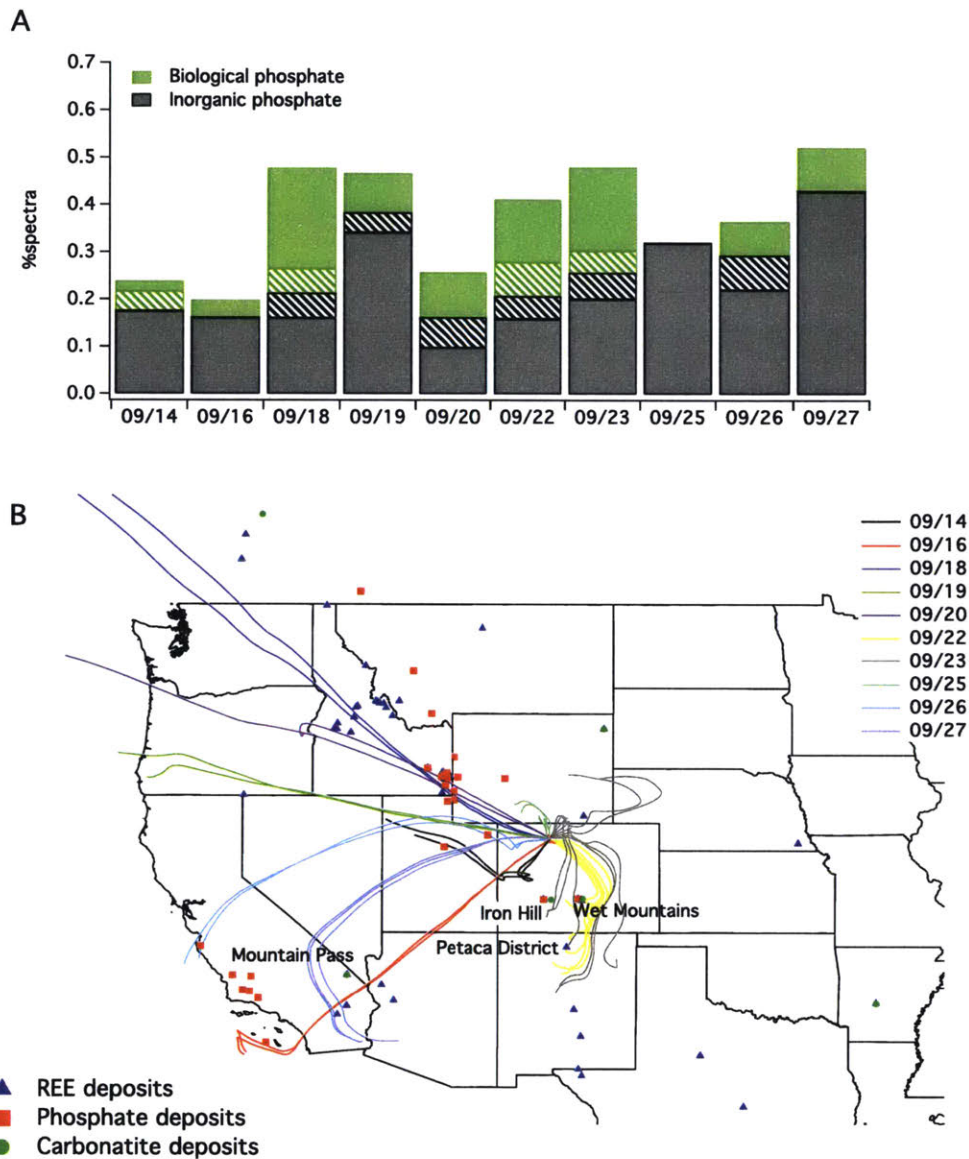 A
0.7
0.6
0.5
0.4
0.3
0.2
0.1
0.0
%spectra
Biological phosphate
Inorganic phosphate
09/14 09/16 09/18 09/19 09/20 09/22 09/23 09/25 09/26 09/27
B
09/14
09/16
09/18
09/19
09/20
09/22
09/23
09/25
09/26
09/27
Iron Hill Wet Mountains
Petaca District
Mountain Pass
2
REE deposits
Phosphate deposits
Carbonatite deposits